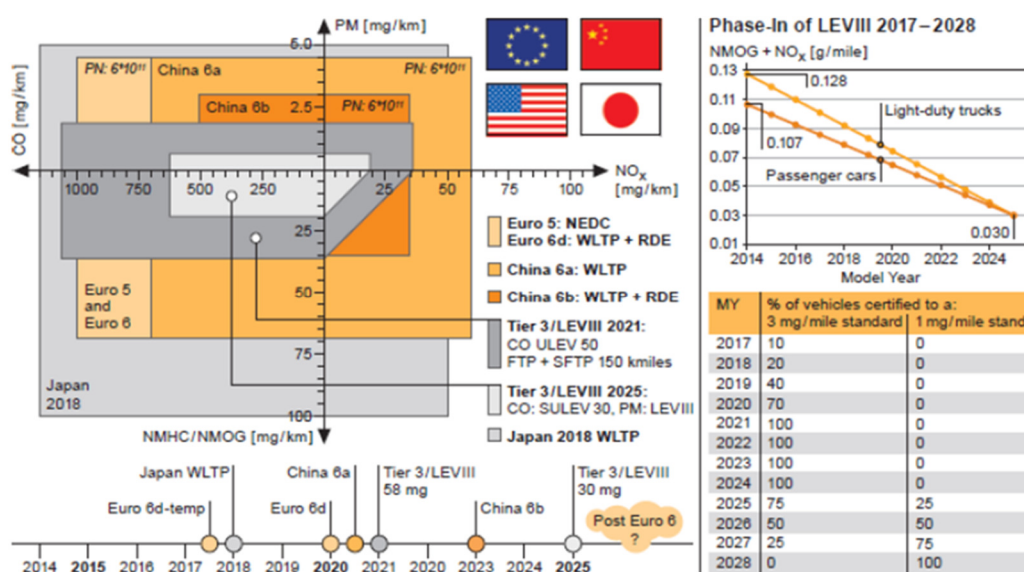 PM [mg/km]
CO [mg/km]
5.0
PN: 6*10¹¹
China 6a
PN: 6*10¹¹
China 6b
2.5
PN: 6*10¹¹
NOx
[mg/km]
1000 750 500 250 25 50 75 100
25
50
75
100
Euro 5
and
Euro 6
Japan
2018
NMHC/NMOG [mg/km]
Euro 5: NEDC
Euro 6d: WLTP + RDE
China 6a: WLTP
China 6b: WLTP + RDE
Tier 3/LEVIII 2021:
CO ULEV 50
FTP + SFTP 150 kmiles
Tier 3/LEVIII 2025:
CO: SULEV 30, PM: LEVIII
Japan 2018 WLTP
Japan WLTP
China 6a
Tier 3/LEVIII
58 mg
Tier 3/LEVIII
30 mg
Euro 6d-temp
Euro 6d
China 6b
Post Euro 6
?
2014 2015 2016 2017 2018 2019 2020 2021 2022 2023 2024 2025
Phase-In of LEVIII 2017–2028
NMOG + NOx [g/mile]
0.13
0.11
0.09
0.07
0.05
0.03
0.01
0.128
Light-duty trucks
0.107
Passenger cars
0.030
2014 2016 2018 2020 2022 2024
Model Year
MY % of vehicles certified to a:
3 mg/mile standard 1 mg/mile stand
2017 10 0
2018 20 0
2019 40 0
2020 70 0
2021 100 0
2022 100 0
2023 100 0
2024 100 0
2025 75 25
2026 50 50
2027 25 75
2028 0 100